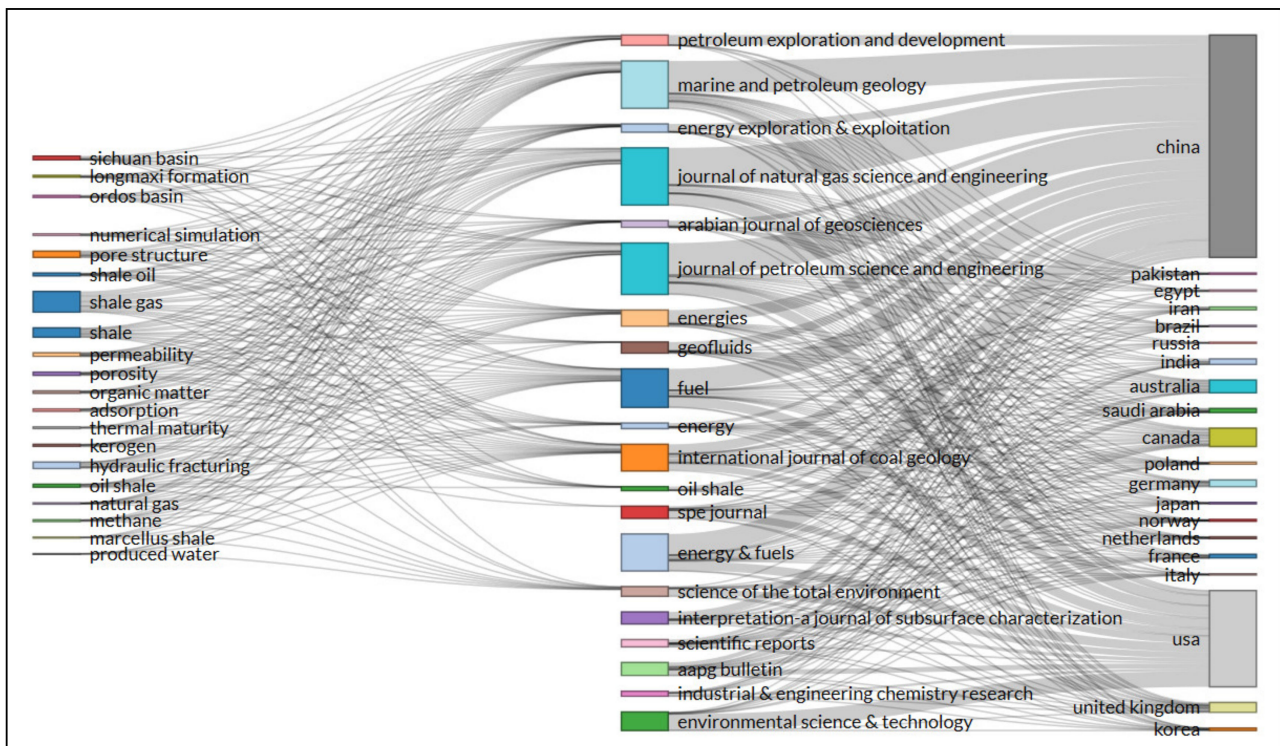 sichuan basin
longmaxi formation
ordos basin
numerical simulation
pore structure
shale oil
shale gas
shale
permeability
porosity
organic matter
adsorption
thermal maturity
kerogen
hydraulic fracturing
oil shale
natural gas
methane
marcellus shale
produced water
petroleum exploration and development
marine and petroleum geology
energy exploration & exploitation
journal of natural gas science and engineering
arabian journal of geosciences
journal of petroleum science and engineering
energies
geofluids
fuel
energy
international journal of coal geology
oil shale
spe journal
energy & fuels
science of the total environment
interpretation-a journal of subsurface characterization
scientific reports
aapg bulletin
industrial & engineering chemistry research
environmental science & technology
china
pakistan
egypt
iran
brazil
russia
india
australia
saudi arabia
canada
poland
germany
japan
norway
netherlands
france
italy
usa
united kingdom
korea